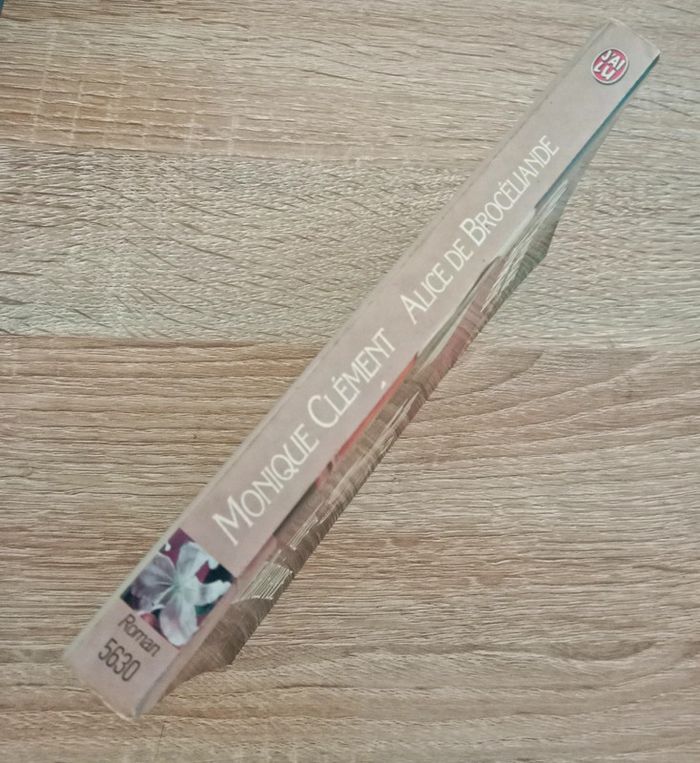 MONIQUE CLÉMENT ALICE DE BROCÉLIANDE
J'AI
LU
Roman
5630